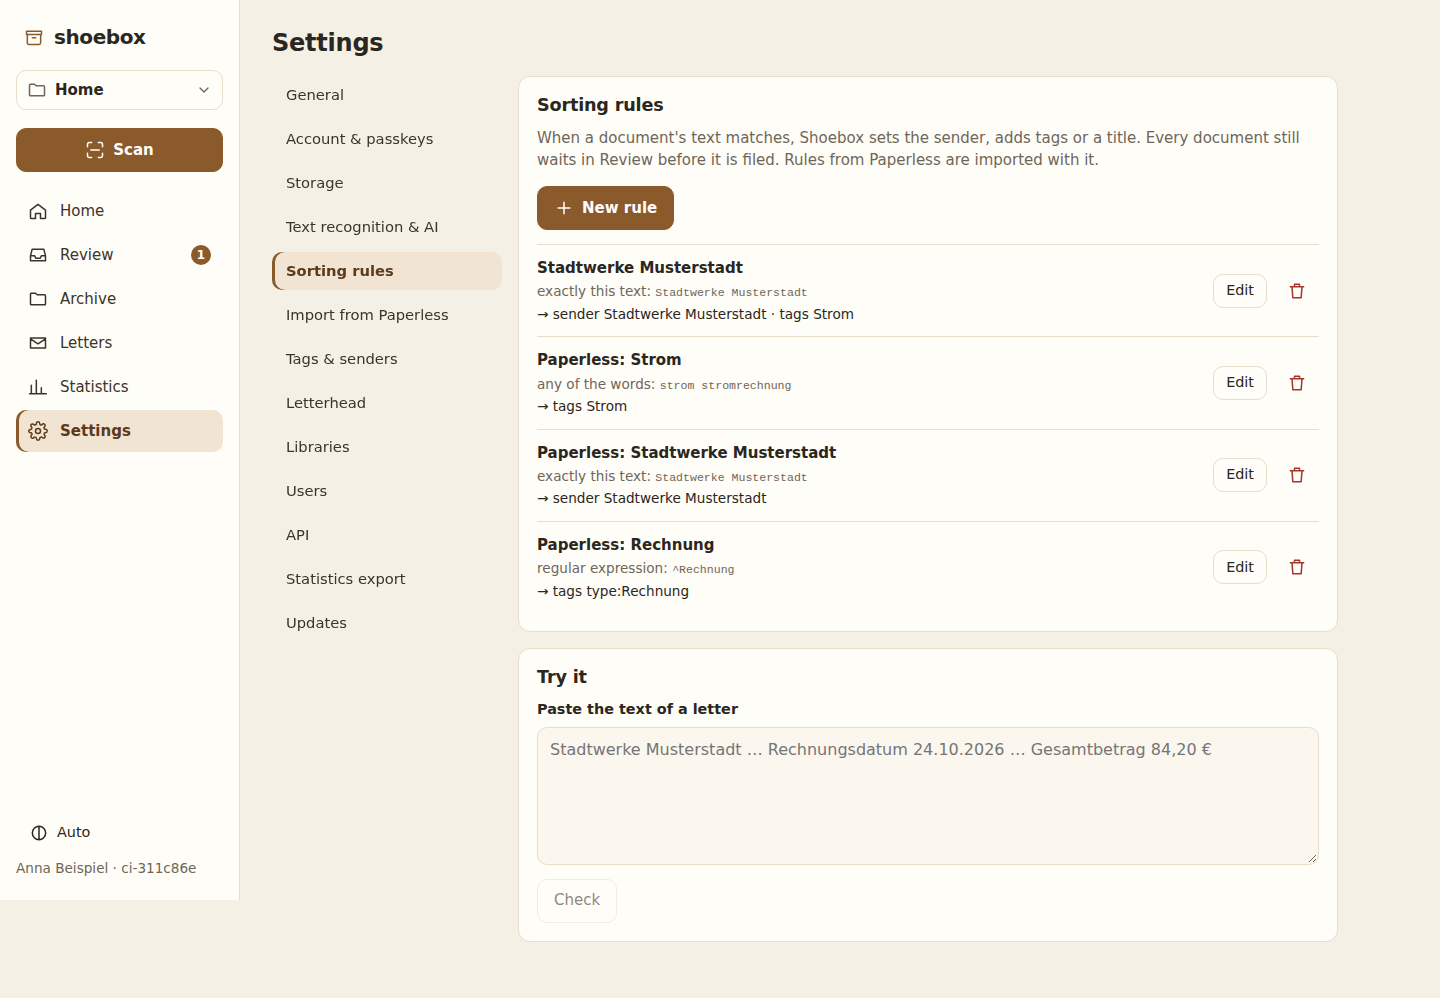 shoebox
Home
Scan
Home
Review
1
Archive
Letters
Statistics
Settings
Auto
Anna Beispiel · ci-311c86e
Settings
General
Account & passkeys
Storage
Text recognition & AI
Sorting rules
Import from Paperless
Tags & senders
Letterhead
Libraries
Users
API
Statistics export
Updates
Sorting rules
When a document's text matches, Shoebox sets the sender, adds tags or a title. Every document still
waits in Review before it is filed. Rules from Paperless are imported with it.
New rule
Stadtwerke Musterstadt
exactly this text: Stadtwerke Musterstadt
→ sender Stadtwerke Musterstadt · tags Strom
Edit
Paperless: Strom
any of the words: strom stromrechnung
→ tags Strom
Edit
Paperless: Stadtwerke Musterstadt
exactly this text: Stadtwerke Musterstadt
→ sender Stadtwerke Musterstadt
Edit
Paperless: Rechnung
regular expression: ^Rechnung
→ tags type:Rechnung
Edit
Try it
Paste the text of a letter
Stadtwerke Musterstadt … Rechnungsdatum 24.10.2026 … Gesamtbetrag 84,20 €
Check